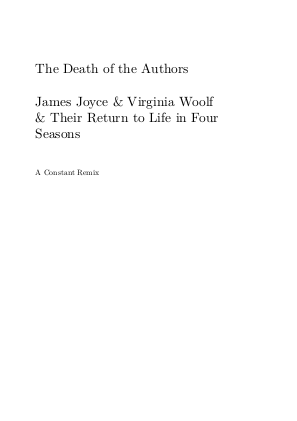 The Death of the Authors
James Joyce & Virginia Woolf
& Their Return to Life in Four
Seasons
A Constant Remix